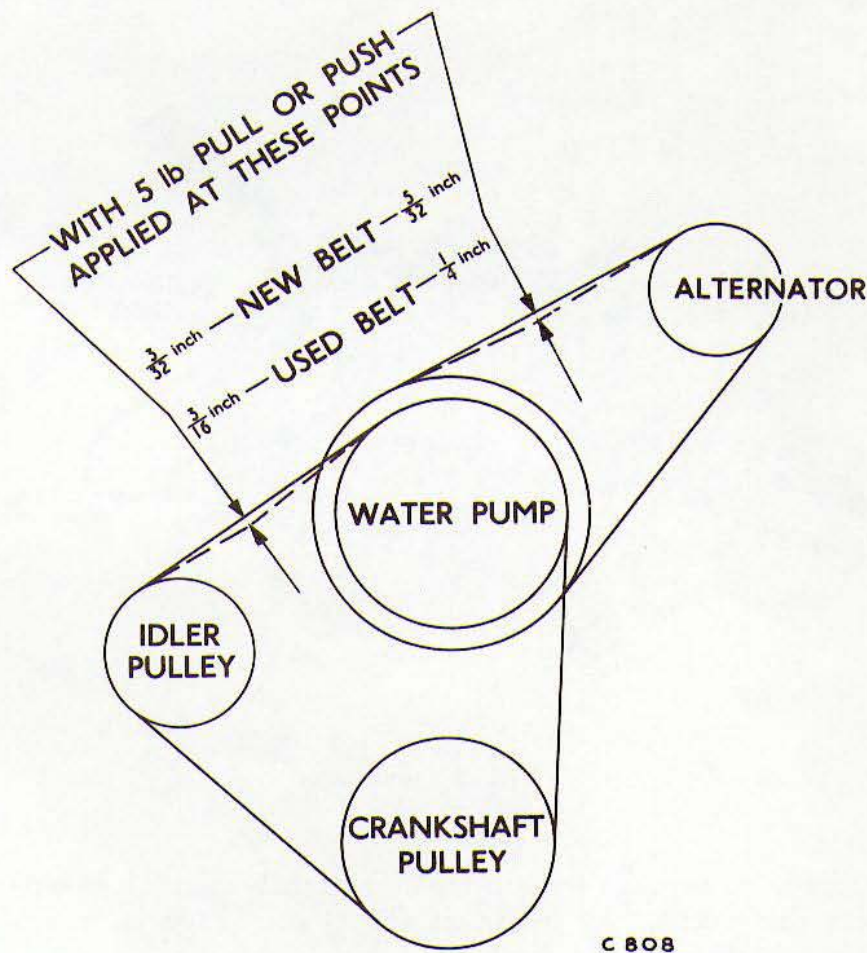 WITH 5 lb PULL OR PUSH
APPLIED AT THESE POINTS
3/32 inch — NEW BELT — 5/32 inch
3/16 inch — USED BELT — 1/4 inch
ALTERNATOR
WATER PUMP
IDLER
PULLEY
CRANKSHAFT
PULLEY
C 808